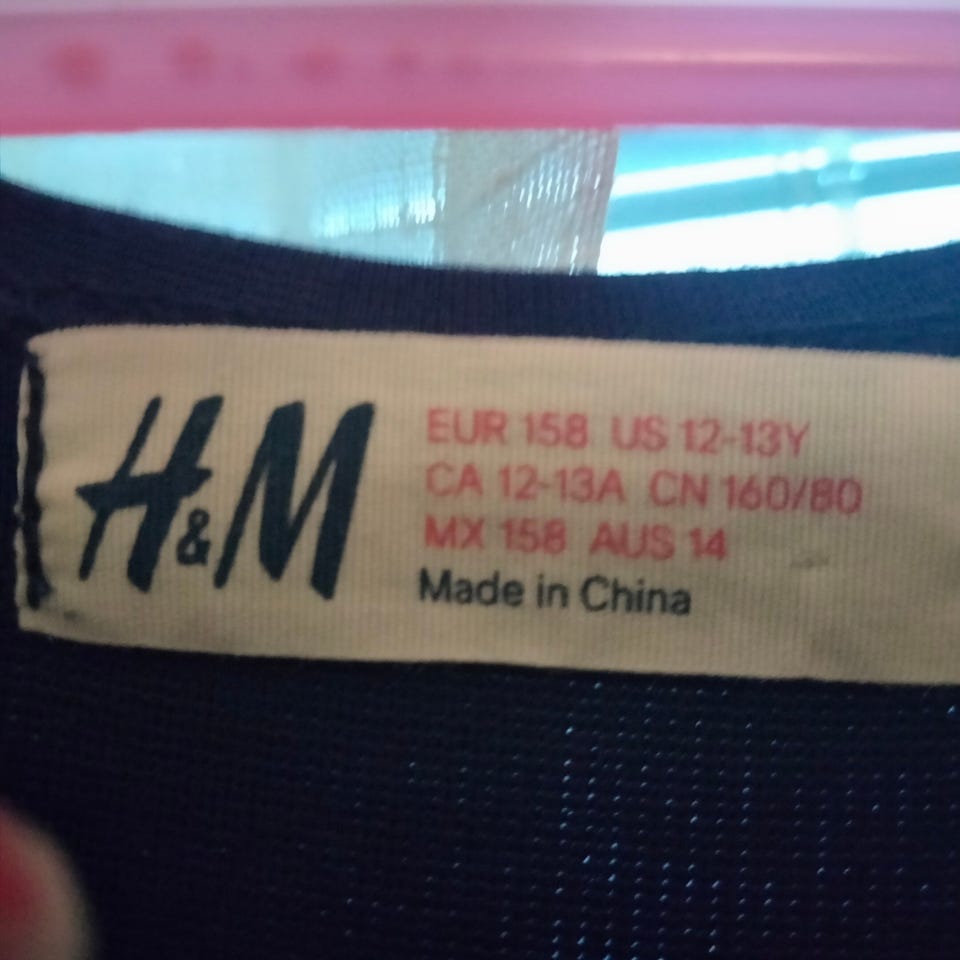 H&M
EUR 158 US 12-13Y
CA 12-13A CN 160/80
MX 158 AUS 14
Made in China